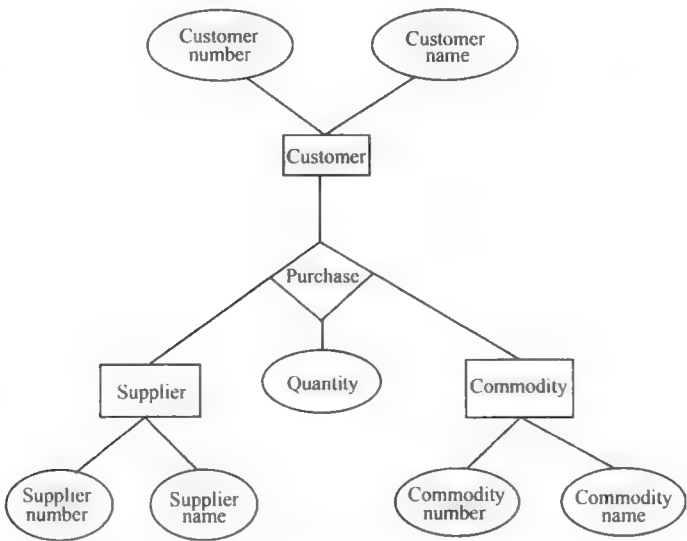 Customer
number
Customer
name
Customer
Purchase
Supplier
Quantity
Commodity
Supplier
number
Supplier
name
Commodity
number
Commodity
name